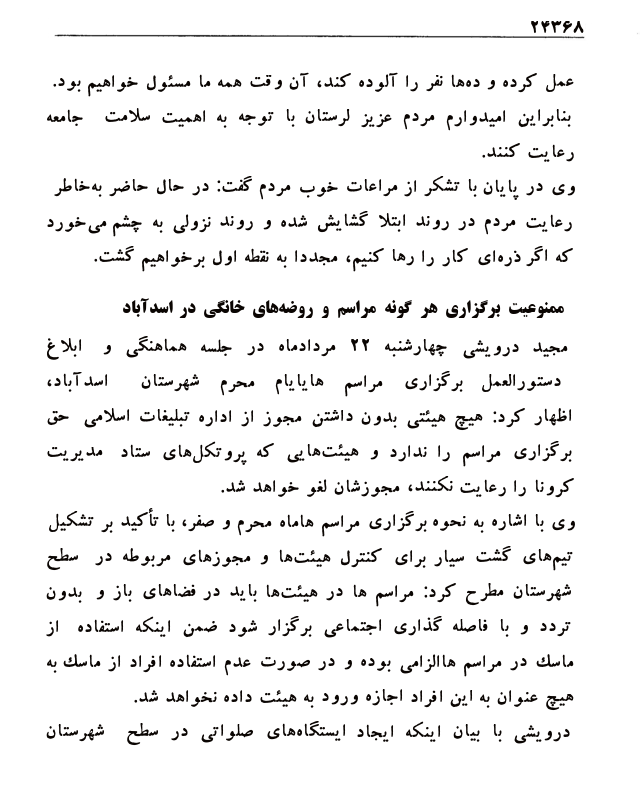 ۲۴۳۶۸
عمل کرده و ده‌ها نفر را آلوده کند، آن وقت همه ما مسئول خواهیم بود.
بنابراین امیدوارم مردم عزیز لرستان با توجه به اهمیت سلامت جامعه
رعایت کنند.
وی در پایان با تشکر از مراعات خوب مردم گفت: در حال حاضر به‌خاطر
رعایت مردم در روند ابتلا گشایش شده و روند نزولی به چشم می‌خورد
که اگر ذره‌ای کار را رها کنیم، مجددا به نقطه اول برخواهیم گشت.
ممنوعیت برگزاری هر گونه مراسم و روضه‌های خانگی در اسدآباد
مجید درویشی چهارشنبه ۲۲ مردادماه در جلسه هماهنگی و ابلاغ
دستورالعمل برگزاری مراسم هایایام محرم شهرستان اسدآباد،
اظهار کرد: هیچ هیئتی بدون داشتن مجوز از اداره تبلیغات اسلامی حق
برگزاری مراسم را ندارد و هیئت‌هایی که پروتکل‌های ستاد مدیریت
کرونا را رعایت نکنند، مجوزشان لغو خواهد شد.
وی با اشاره به نحوه برگزاری مراسم هاماه محرم و صفر، با تأکید بر تشکیل
تیم‌های گشت سیار برای کنترل هیئت‌ها و مجوزهای مربوطه در سطح
شهرستان مطرح کرد: مراسم ها در هیئت‌ها باید در فضاهای باز و بدون
تردد و با فاصله گذاری اجتماعی برگزار شود ضمن اینکه استفاده از
ماسک در مراسم هاالزامی بوده و در صورت عدم استفاده افراد از ماسک به
هیچ عنوان به این افراد اجازه ورود به هیئت داده نخواهد شد.
درویشی با بیان اینکه ایجاد ایستگاه‌های صلواتی در سطح شهرستان